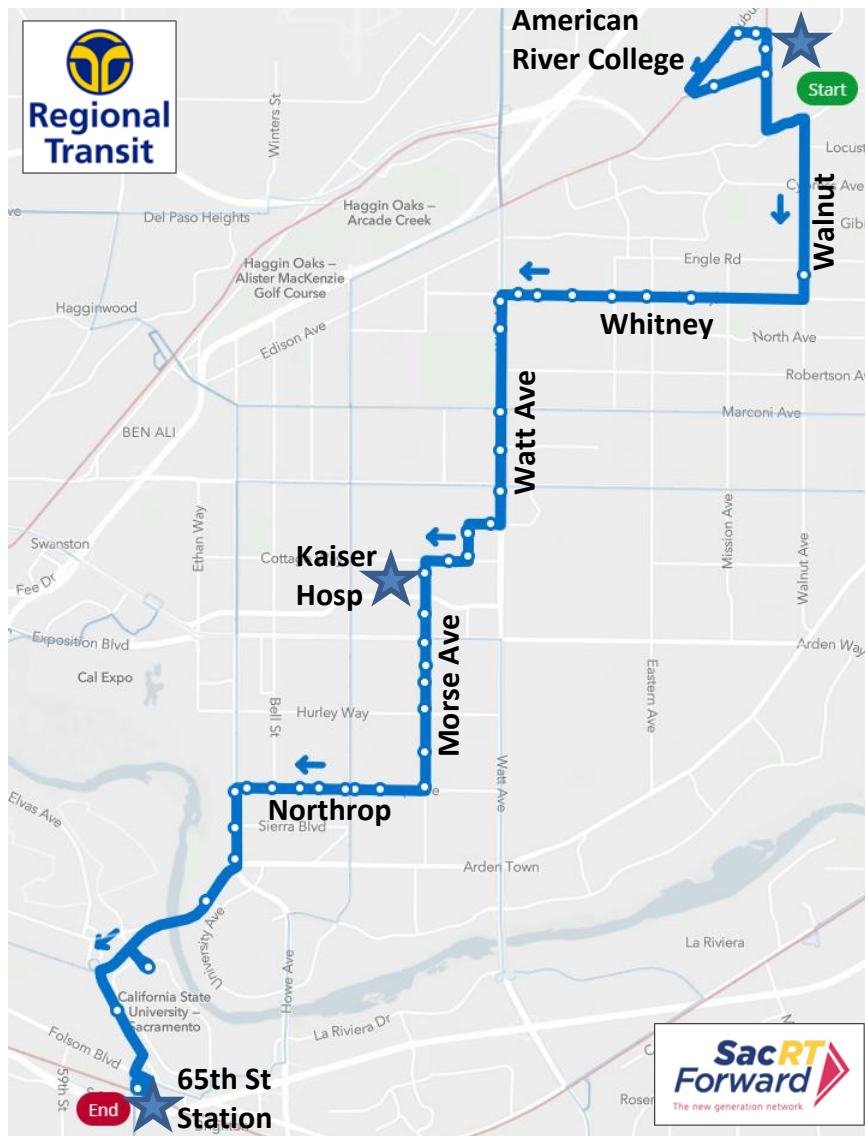 American
River College
Regional
Transit
Start
Winters St
Locust
Cypress Ave
Del Paso Heights
Haggin Oaks –
Arcade Creek
Walnut
Engle Rd
Haggin Oaks –
Alister MacKenzie
Golf Course
Hagginwood
Whitney
North Ave
Edison Ave
Robertson Av
Watt Ave
Marconi Ave
BEN ALI
Ethan Way
Mission Ave
Walnut Ave
Swanston
Kaiser
Hosp
Cottage
Fee Dr
Exposition Blvd
Arden Way
Cal Expo
Morse Ave
Eastern Ave
Bell St
Hurley Way
Watt Ave
Northrop
Elvas Ave
Sierra Blvd
Arden Town
University Ave
La Riviera
Howe Ave
California State
University –
Sacramento
La Riviera Dr
Folsom Blvd
59th St
65th St
Station
End
Brighton
SacRT
Forward
The new generation network